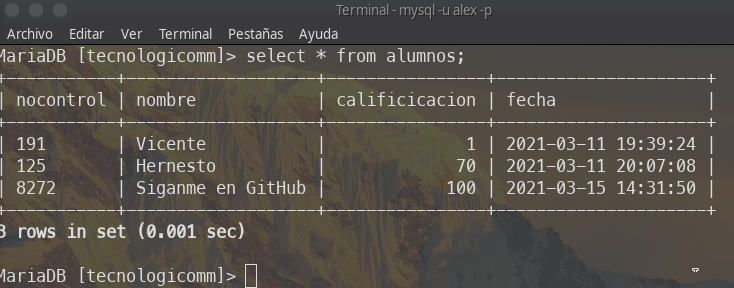 Terminal - mysql -u alex -p
Archivo Editar Ver Terminal Pestañas Ayuda
MariaDB [tecnologicomm]> select * from alumnos;
+----------+-------------------+---------------+---------------------+
| nocontrol | nombre | calificicacion | fecha |
+----------+-------------------+---------------+---------------------+
| 191 | Vicente | 1 | 2021-03-11 19:39:24 |
| 125 | Hernesto | 70 | 2021-03-11 20:07:08 |
| 8272 | Siganme en GitHub | 100 | 2021-03-15 14:31:50 |
+----------+-------------------+---------------+---------------------+
3 rows in set (0.001 sec)
MariaDB [tecnologicomm]>